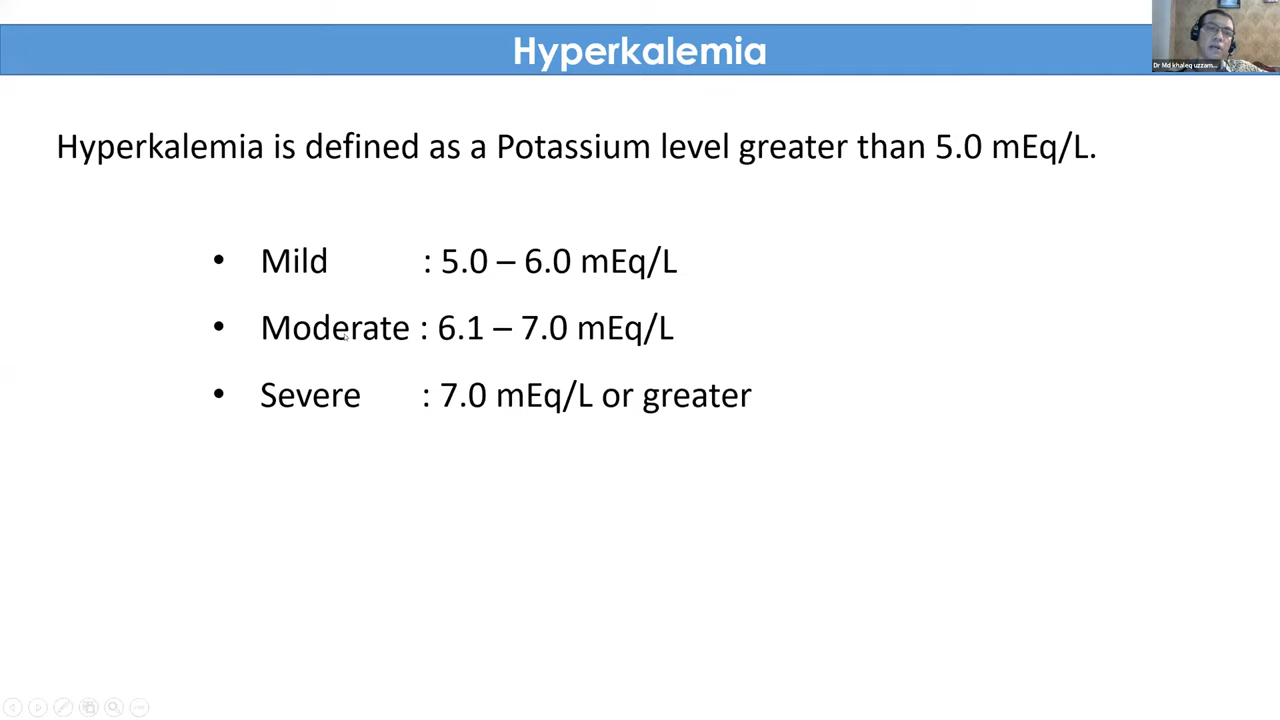 Hyperkalemia
Dr Md khaleq uzzam...
Hyperkalemia is defined as a Potassium level greater than 5.0 mEq/L.
• Mild : 5.0 – 6.0 mEq/L
• Moderate : 6.1 – 7.0 mEq/L
• Severe : 7.0 mEq/L or greater